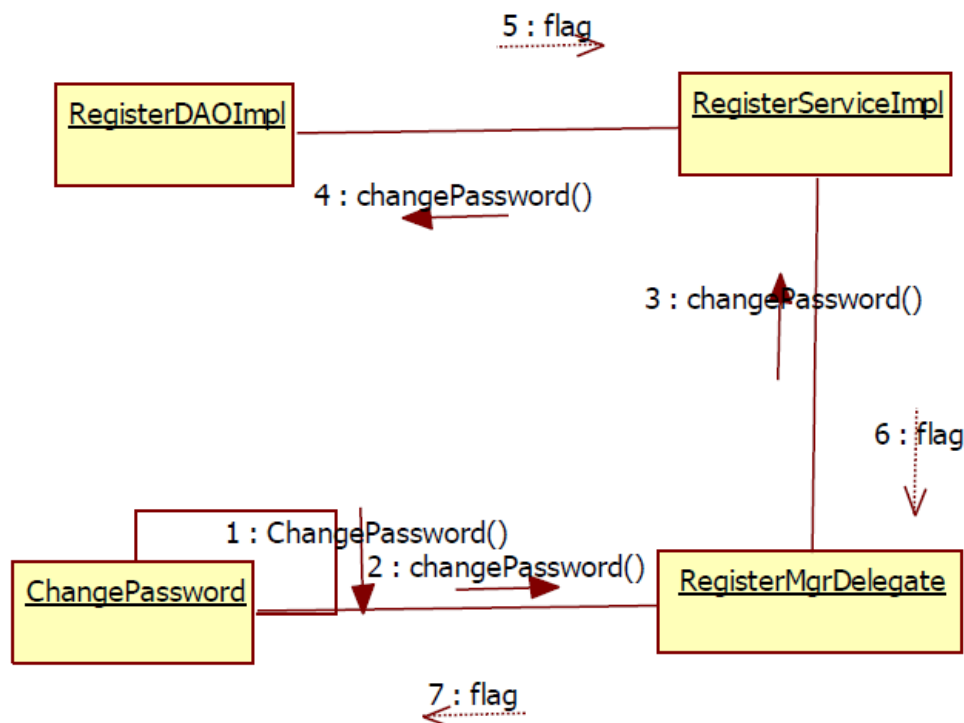 5 : flag
RegisterDAOImpl
RegisterServiceImpl
4 : changePassword()
3 : changePassword()
6 : flag
1 : ChangePassword()
2 : changePassword()
ChangePassword
RegisterMgrDelegate
7 : flag